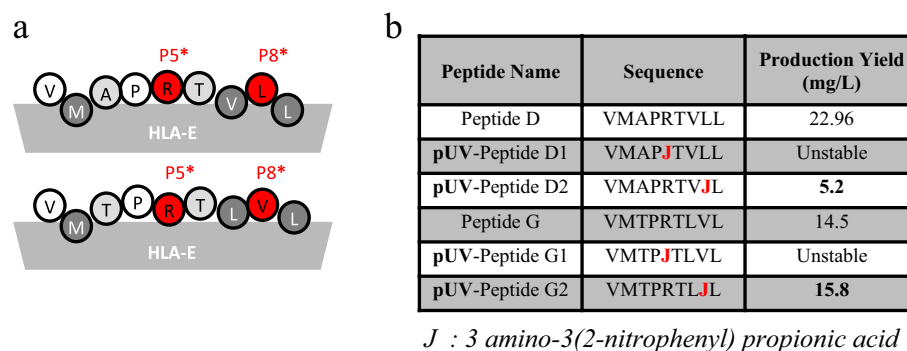 a
P5* P8*
V M A P R T V L L
HLA-E
P5* P8*
V M T P R T L V L
HLA-E
b
Peptide Name Sequence Production Yield
(mg/L)
Peptide D VMAPRTVLL 22.96
pUV-Peptide D1 VMAPJTVLL Unstable
pUV-Peptide D2 VMAPRTVJL 5.2
Peptide G VMTPRTLVL 14.5
pUV-Peptide G1 VMTPJTLVL Unstable
pUV-Peptide G2 VMTPRTLJL 15.8
J : 3 amino-3(2-nitrophenyl) propionic acid